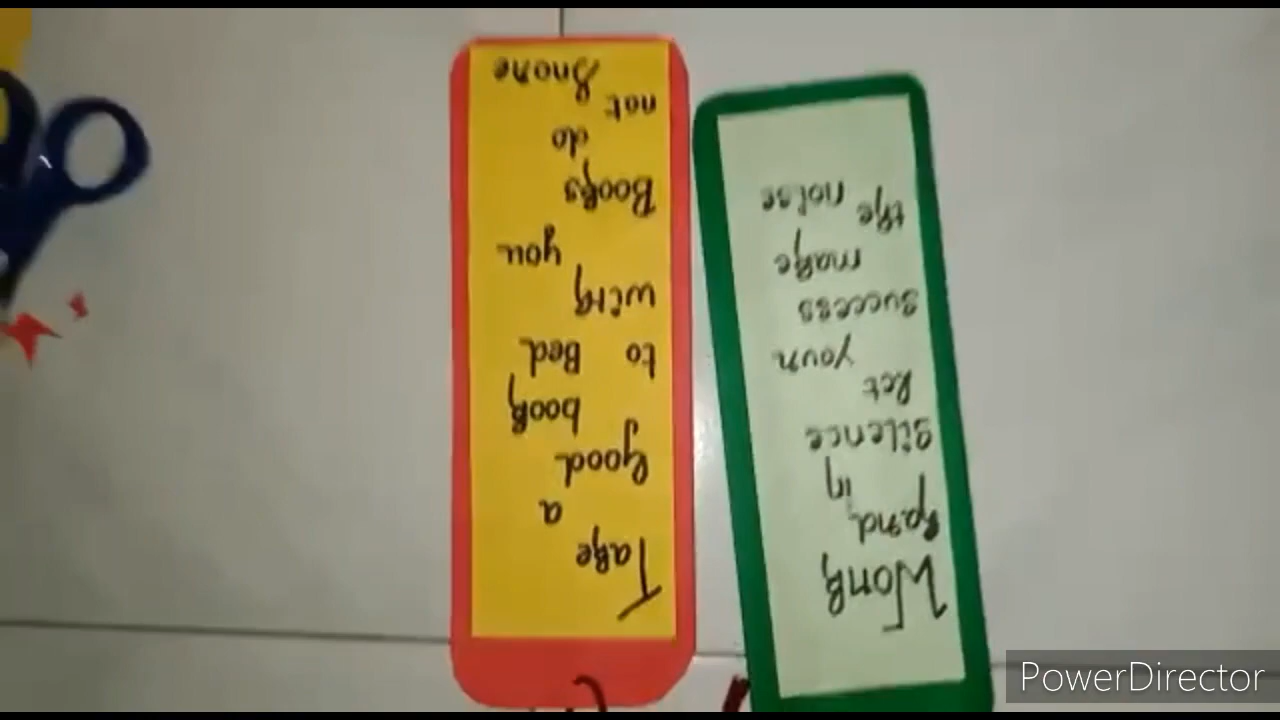 Take
a
good
book
to Bed
with you
Books
do
not Snore
Work
hard in
silence
let
your
success
make
the noise
PowerDirector